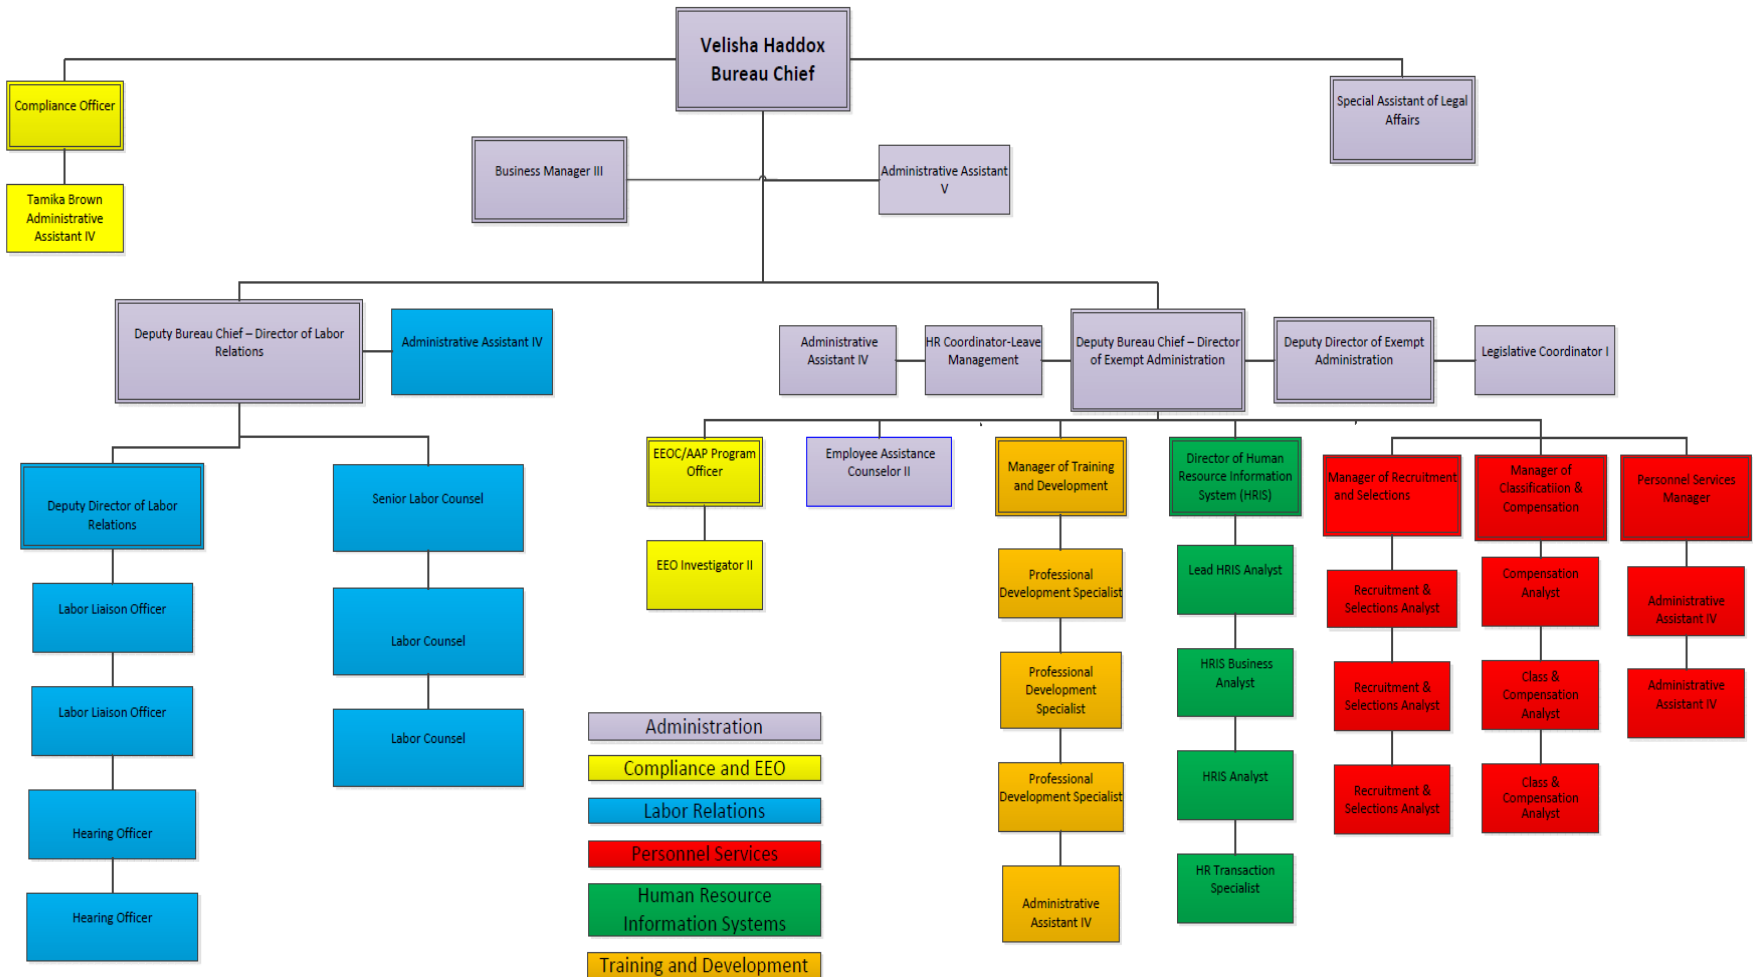 Velisha Haddox
Bureau Chief
Compliance Officer
Special Assistant of Legal
Affairs
Business Manager III
Administrative Assistant
V
Tamika Brown
Administrative
Assistant IV
Deputy Bureau Chief – Director of Labor
Relations
Administrative Assistant IV
Administrative
Assistant IV
HR Coordinator-Leave
Management
Deputy Bureau Chief – Director
of Exempt Administration
Deputy Director of Exempt
Administration
Legislative Coordinator I
Deputy Director of Labor
Relations
Senior Labor Counsel
EEOC/AAP Program
Officer
Employee Assistance
Counselor II
Manager of Training
and Development
Director of Human
Resource Information
System (HRIS)
Manager of Recruitment
and Selections
Manager of
Classifiction &
Compensation
Personnel Services
Manager
Labor Liaison Officer
Labor Counsel
EEO Investigator II
Professional
Development Specialist
Lead HRIS Analyst
Recruitment &
Selections Analyst
Compensation
Analyst
Administrative
Assistant IV
Labor Liaison Officer
Labor Counsel
Professional
Development
Specialist
HRIS Business
Analyst
Recruitment &
Selections Analyst
Class &
Compensation
Analyst
Administrative
Assistant IV
Hearing Officer
Professional
Development Specialist
HRIS Analyst
Recruitment &
Selections Analyst
Class &
Compensation
Analyst
Hearing Officer
Administrative
Assistant IV
HR Transaction
Specialist
Administration
Compliance and EEO
Labor Relations
Personnel Services
Human Resource
Information Systems
Training and Development